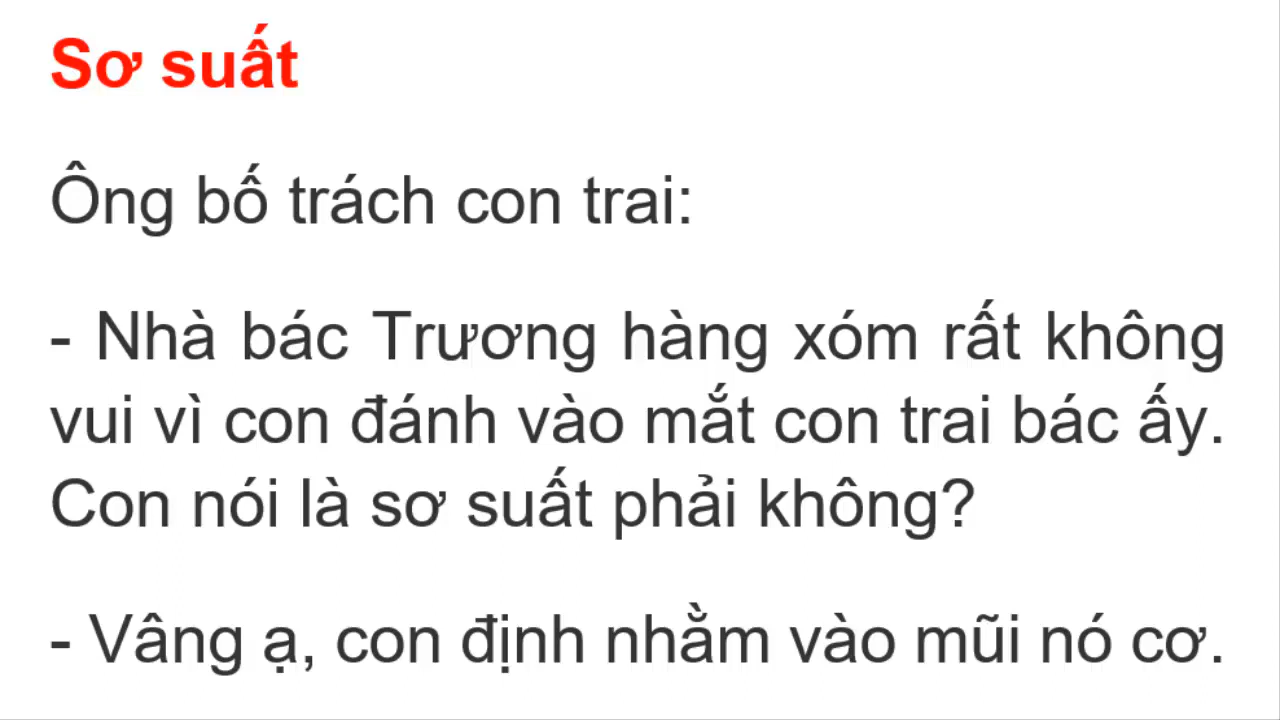 Sơ suất
Ông bố trách con trai:
- Nhà bác Trương hàng xóm rất không
vui vì con đánh vào mắt con trai bác ấy.
Con nói là sơ suất phải không?
- Vâng ạ, con định nhằm vào mũi nó cơ.